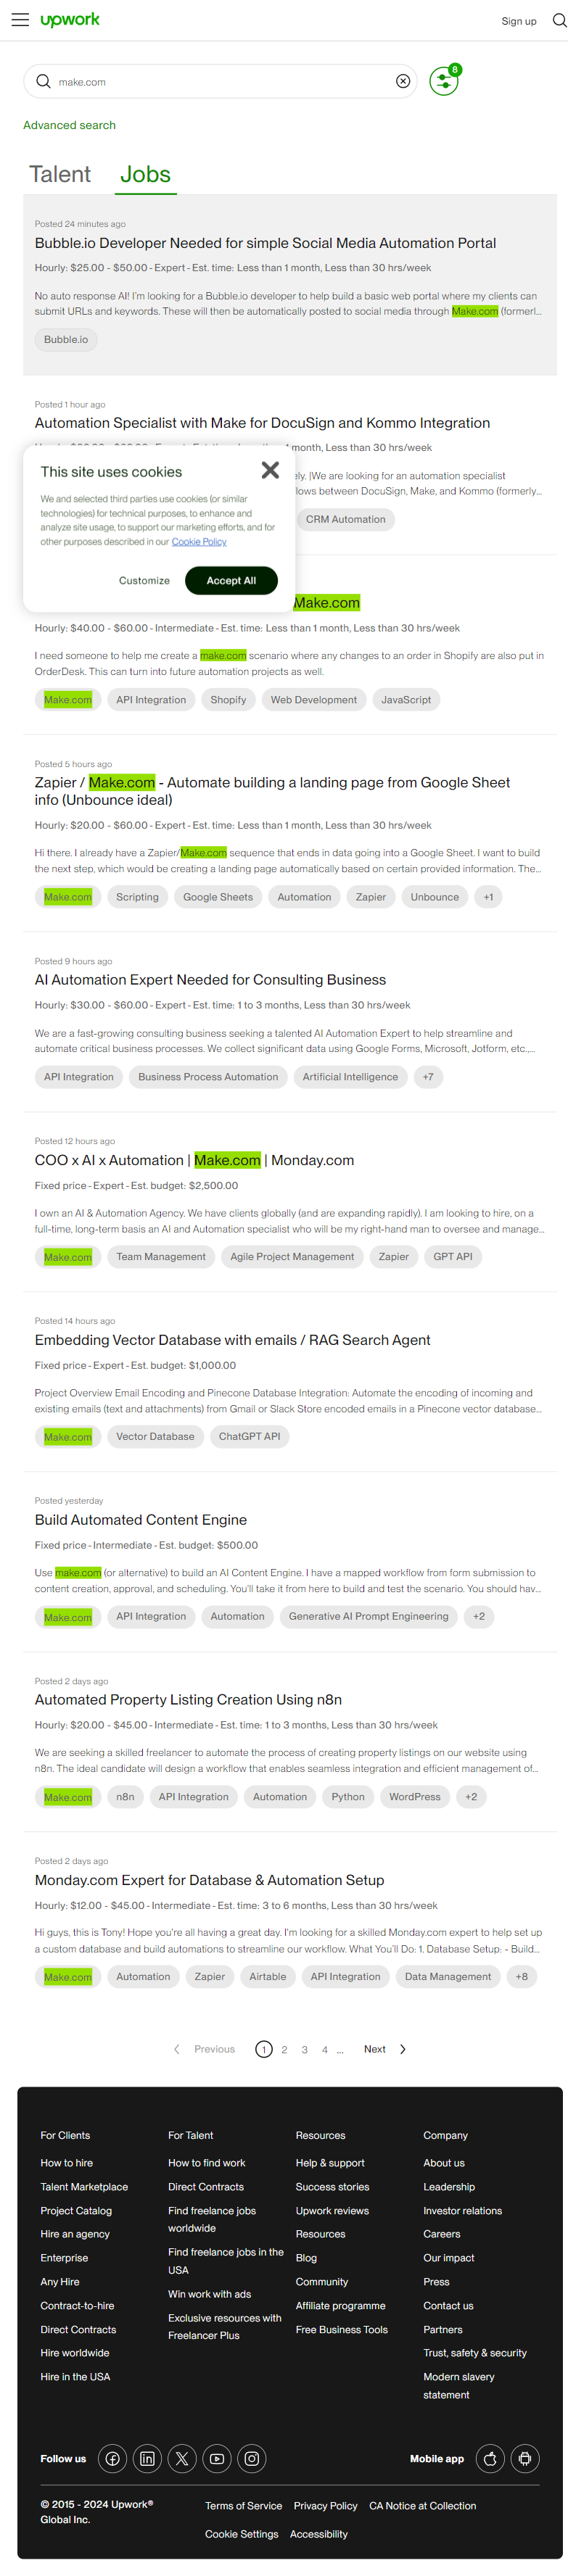 upwork
Sign up
make.com
8
Advanced search
Talent Jobs
Posted 24 minutes ago
Bubble.io Developer Needed for simple Social Media Automation Portal
Hourly: $25.00 - $50.00 - Expert - Est. time: Less than 1 month, Less than 30 hrs/week
No auto response AI! I'm looking for a Bubble.io developer to help build a basic web portal where my clients can
submit URLs and keywords. These will then be automatically posted to social media through Make.com (formerl...
Bubble.io
Posted 1 hour ago
Automation Specialist with Make for DocuSign and Kommo Integration
month, Less than 30 hrs/week
This site uses cookies
We and selected third parties use cookies (or similar
technologies) for technical purposes, to enhance and
analyze site usage, to support our marketing efforts, and for
other purposes described in our Cookie Policy
Customize Accept All
ely. |We are looking for an automation specialist
lows between DocuSign, Make, and Kommo (formerly...
CRM Automation
Make.com
Hourly: $40.00 - $60.00 - Intermediate - Est. time: Less than 1 month, Less than 30 hrs/week
I need someone to help me create a make.com scenario where any changes to an order in Shopify are also put in
OrderDesk. This can turn into future automation projects as well.
Make.com API Integration Shopify Web Development JavaScript
Posted 5 hours ago
Zapier / Make.com - Automate building a landing page from Google Sheet
info (Unbounce ideal)
Hourly: $20.00 - $60.00 - Expert - Est. time: Less than 1 month, Less than 30 hrs/week
Hi there. I already have a Zapier/Make.com sequence that ends in data going into a Google Sheet. I want to build
the next step, which would be creating a landing page automatically based on certain provided information. The...
Make.com Scripting Google Sheets Automation Zapier Unbounce +1
Posted 9 hours ago
AI Automation Expert Needed for Consulting Business
Hourly: $30.00 - $60.00 - Expert - Est. time: 1 to 3 months, Less than 30 hrs/week
We are a fast-growing consulting business seeking a talented AI Automation Expert to help streamline and
automate critical business processes. We collect significant data using Google Forms, Microsoft, Jotform, etc.,...
API Integration Business Process Automation Artificial Intelligence +7
Posted 12 hours ago
COO x AI x Automation | Make.com | Monday.com
Fixed price - Expert - Est. budget: $2,500.00
I own an AI & Automation Agency. We have clients globally (and are expanding rapidly). I am looking to hire, on a
full-time, long-term basis an AI and Automation specialist who will be my right-hand man to oversee and manage...
Make.com Team Management Agile Project Management Zapier GPT API
Posted 14 hours ago
Embedding Vector Database with emails / RAG Search Agent
Fixed price - Expert - Est. budget: $1,000.00
Project Overview Email Encoding and Pinecone Database Integration: Automate the encoding of incoming and
existing emails (text and attachments) from Gmail or Slack Store encoded emails in a Pinecone vector database...
Make.com Vector Database ChatGPT API
Posted yesterday
Build Automated Content Engine
Fixed price - Intermediate - Est. budget: $500.00
Use make.com (or alternative) to build an AI Content Engine. I have a mapped workflow from form submission to
content creation, approval, and scheduling. You'll take it from here to build and test the scenario. You should hav...
Make.com API Integration Automation Generative AI Prompt Engineering +2
Posted 2 days ago
Automated Property Listing Creation Using n8n
Hourly: $20.00 - $45.00 - Intermediate - Est. time: 1 to 3 months, Less than 30 hrs/week
We are seeking a skilled freelancer to automate the process of creating property listings on our website using
n8n. The ideal candidate will design a workflow that enables seamless integration and efficient management of...
Make.com n8n API Integration Automation Python WordPress +2
Posted 2 days ago
Monday.com Expert for Database & Automation Setup
Hourly: $12.00 - $45.00 - Intermediate - Est. time: 3 to 6 months, Less than 30 hrs/week
Hi guys, this is Tony! Hope you're all having a great day. I'm looking for a skilled Monday.com expert to help set up
a custom database and build automations to streamline our workflow. What You'll Do: 1. Database Setup: - Build...
Make.com Automation Zapier Airtable API Integration Data Management +8
Previous 1 2 3 4 ... Next
For Clients
How to hire
Talent Marketplace
Project Catalog
Hire an agency
Enterprise
Any Hire
Contract-to-hire
Direct Contracts
Hire worldwide
Hire in the USA
For Talent
How to find work
Direct Contracts
Find freelance jobs
worldwide
Find freelance jobs in the
USA
Win work with ads
Exclusive resources with
Freelancer Plus
Resources
Help & support
Success stories
Upwork reviews
Resources
Blog
Community
Affiliate programme
Free Business Tools
Company
About us
Leadership
Investor relations
Careers
Our impact
Press
Contact us
Partners
Trust, safety & security
Modern slavery
statement
Follow us
Mobile app
© 2015 - 2024 Upwork®
Global Inc.
Terms of Service Privacy Policy CA Notice at Collection
Cookie Settings Accessibility